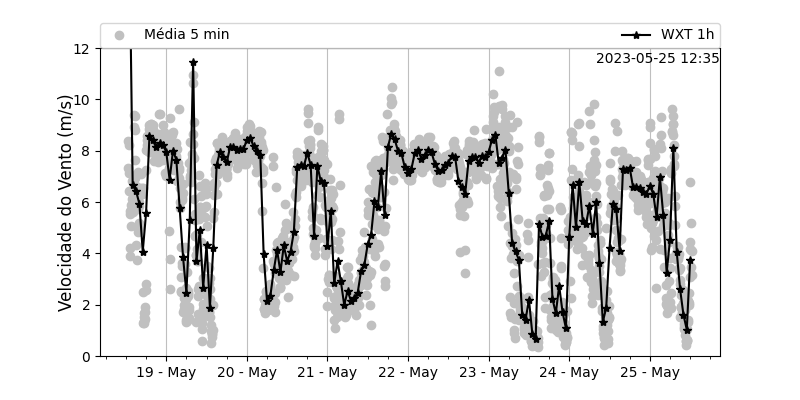 Média 5 min
WXT 1h
2023-05-25 12:35
Velocidade do Vento (m/s)
12
10
8
6
4
2
0
19 - May
20 - May
21 - May
22 - May
23 - May
24 - May
25 - May